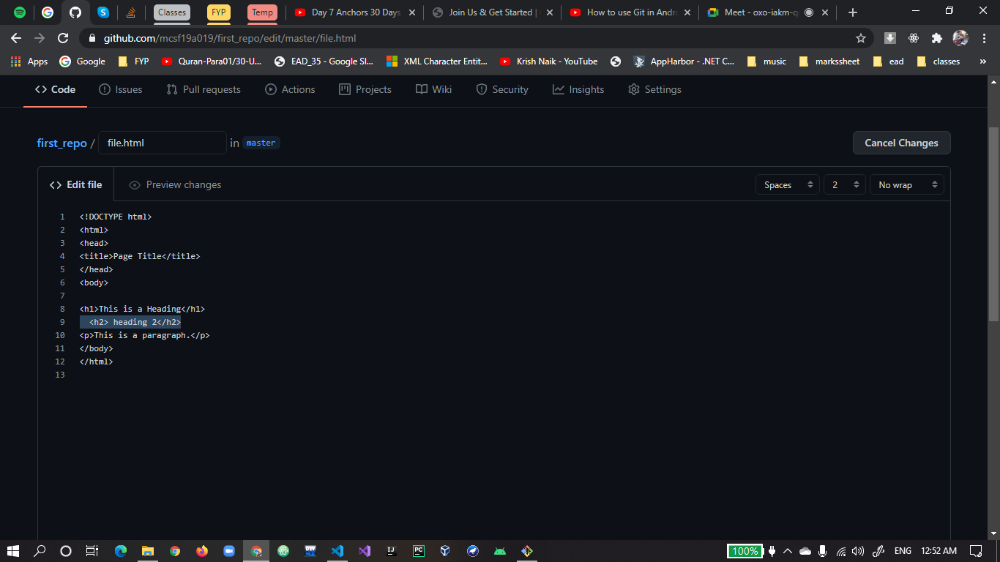 Classes FYP Temp Day 7 Anchors 30 Days Join Us & Get Started | How to use Git in Andr Meet - oxo-iakm-q
github.com/mcsf19a019/first_repo/edit/master/file.html
Apps Google FYP Quran-Para01/30-U... EAD_35 - Google Sl... XML Character Entit... Krish Naik - YouTube AppHarbor - .NET C... music markssheet ead classes »
<> Code Issues Pull requests Actions Projects Wiki Security Insights Settings
first_repo / file.html in master Cancel Changes
<> Edit file Preview changes Spaces 2 No wrap
1 <!DOCTYPE html>
2 <html>
3 <head>
4 <title>Page Title</title>
5 </head>
6 <body>
7
8 <h1>This is a Heading</h1>
9 <h2> heading 2</h2>
10 <p>This is a paragraph.</p>
11 </body>
12 </html>
13
100% ENG 12:52 AM